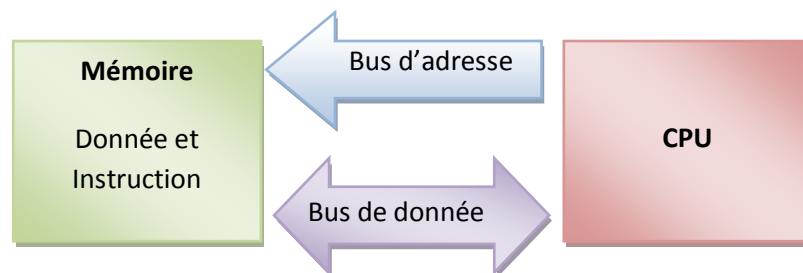 Mémoire
Donnée et
Instruction
Bus d’adresse
Bus de donnée
CPU